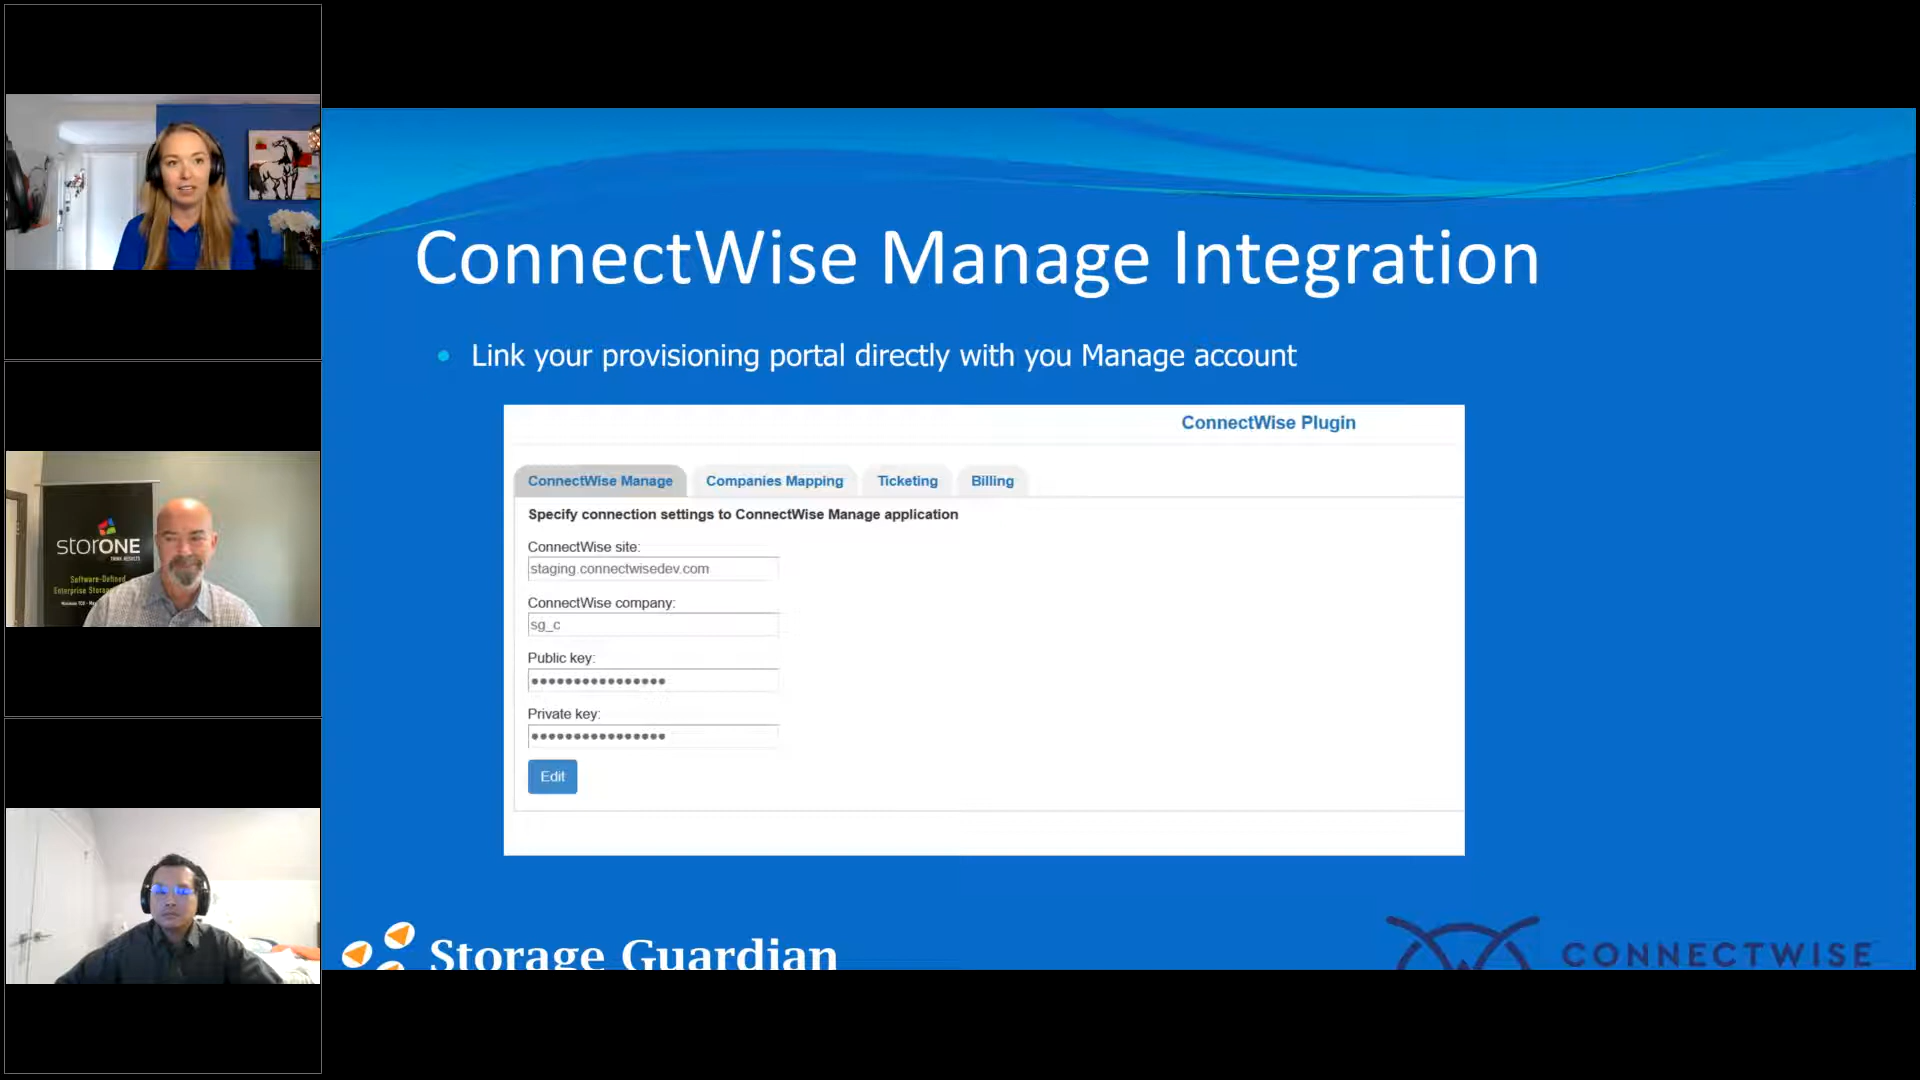 storONE
Software-Defined
ConnectWise Manage Integration
Link your provisioning portal directly with you Manage account
ConnectWise Plugin
ConnectWise Manage
Companies Mapping
Ticketing
Billing
Specify connection settings to ConnectWise Manage application
ConnectWise site:
staging.connectwisedev.com
ConnectWise company:
sg_c
Public key:
Private key:
Edit
Storage Guardian
CONNECTWISE